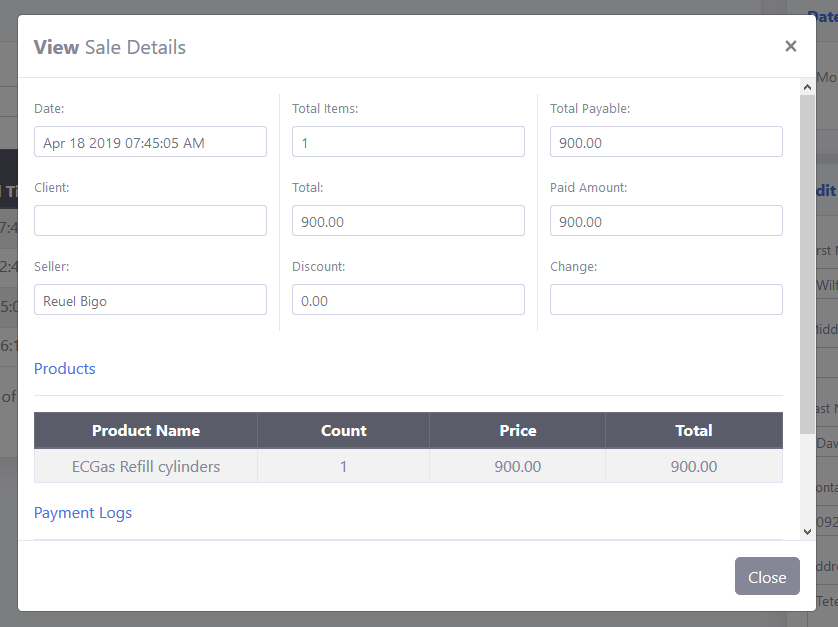 View Sale Details
×
Date:
Apr 18 2019 07:45:05 AM
Client:
Seller:
Reuel Bigo
Total Items:
1
Total:
900.00
Discount:
0.00
Total Payable:
900.00
Paid Amount:
900.00
Change:
Products
Product Name Count Price Total
ECGas Refill cylinders 1 900.00 900.00
Payment Logs
Close